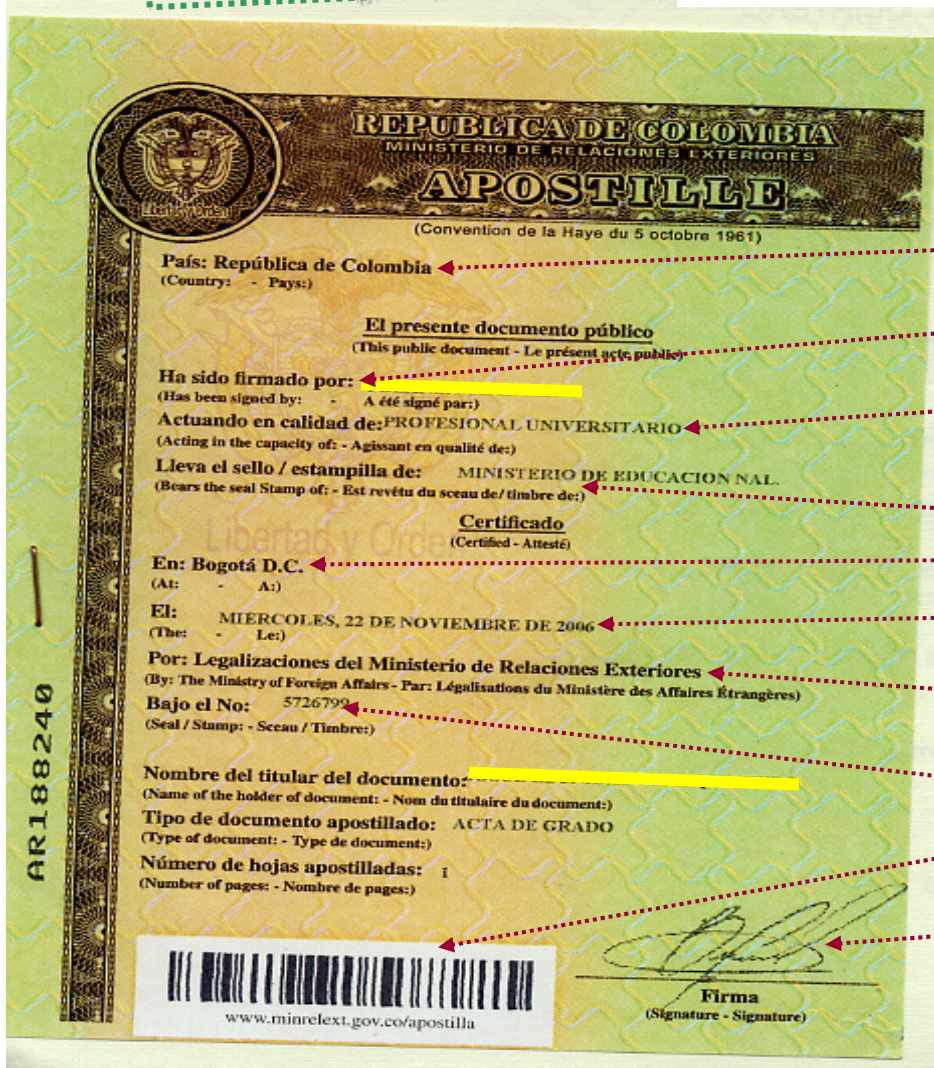 REPUBLICA DE COLOMBIA
MINISTERIO DE RELACIONES EXTERIORES
APOSTILLE
Libertad y Orden
(Convention de la Haye du 5 octobre 1961)
País: República de Colombia
(Country: - Pays:)
El presente documento público
(This public document - Le présent acte public)
Ha sido firmado por:
(Has been signed by: - A été signé par:)
Actuando en calidad de: PROFESIONAL UNIVERSITARIO
(Acting in the capacity of: - Agissant en qualité de:)
Lleva el sello / estampilla de: MINISTERIO DE EDUCACION NAL.
(Bears the seal Stamp of: - Est revêtu du sceau de/ timbre de:)
Libertad y Orden
Certificado
(Certified - Attesté)
En: Bogotá D.C.
(At: - A:)
El: MIERCOLES, 22 DE NOVIEMBRE DE 2006
(The: - Le:)
Por: Legalizaciones del Ministerio de Relaciones Exteriores
(By: The Ministry of Foreign Affairs - Par: Légalisations du Ministère des Affaires Étrangères)
Bajo el No: 5726799
(Seal / Stamp: - Sceau / Timbre:)
Nombre del titular del documento:
(Name of the holder of document: - Nom du titulaire du document:)
Tipo de documento apostillado: ACTA DE GRADO
(Type of document: - Type de document:)
Número de hojas apostilladas: 1
(Number of pages: - Nombre de pages:)
AR188240
www.minrelext.gov.co/apostilla
Firma
(Signature - Signature)